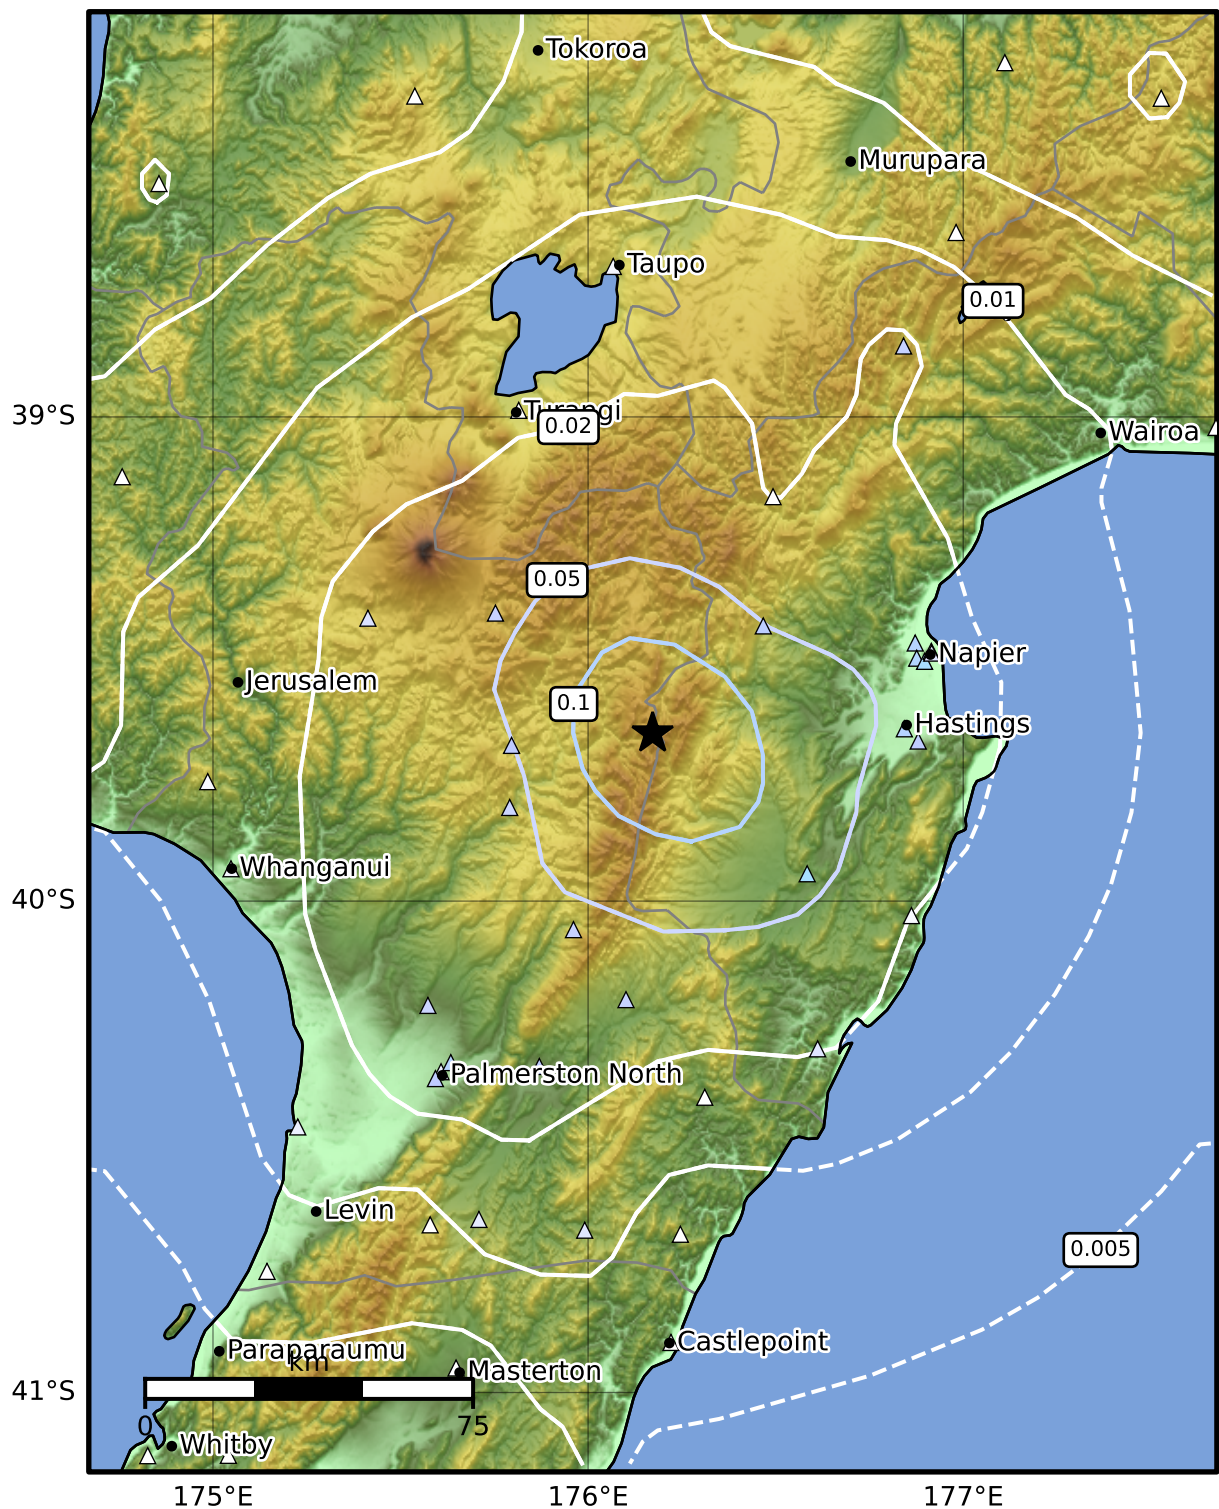 Tokoroa
Murupara
Taupo
0.01
39°S
Turangi
0.02
Wairoa
0.05
Napier
Jerusalem
0.1
Hastings
Whanganui
40°S
Palmerston North
Levin
0.005
Castlepoint
Paraparaumu
km
Masterton
41°S
0 75
Whitby
175°E 176°E 177°E